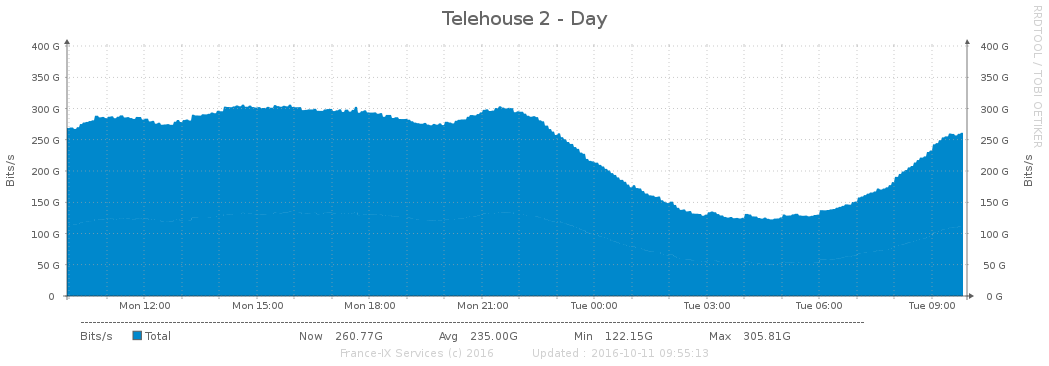 Telehouse 2 - Day
RRDTOOL / TOBI OETIKER
Bits/s
400 G 400 G
350 G 350 G
300 G 300 G
250 G 250 G
200 G 200 G
150 G 150 G
100 G 100 G
50 G 50 G
0 0 G
Bits/s
Mon 12:00 Mon 15:00 Mon 18:00 Mon 21:00 Tue 00:00 Tue 03:00 Tue 06:00 Tue 09:00
Bits/s Total Now 260.77G Avg 235.00G Min 122.15G Max 305.81G
France-IX Services (c) 2016 Updated : 2016-10-11 09:55:13